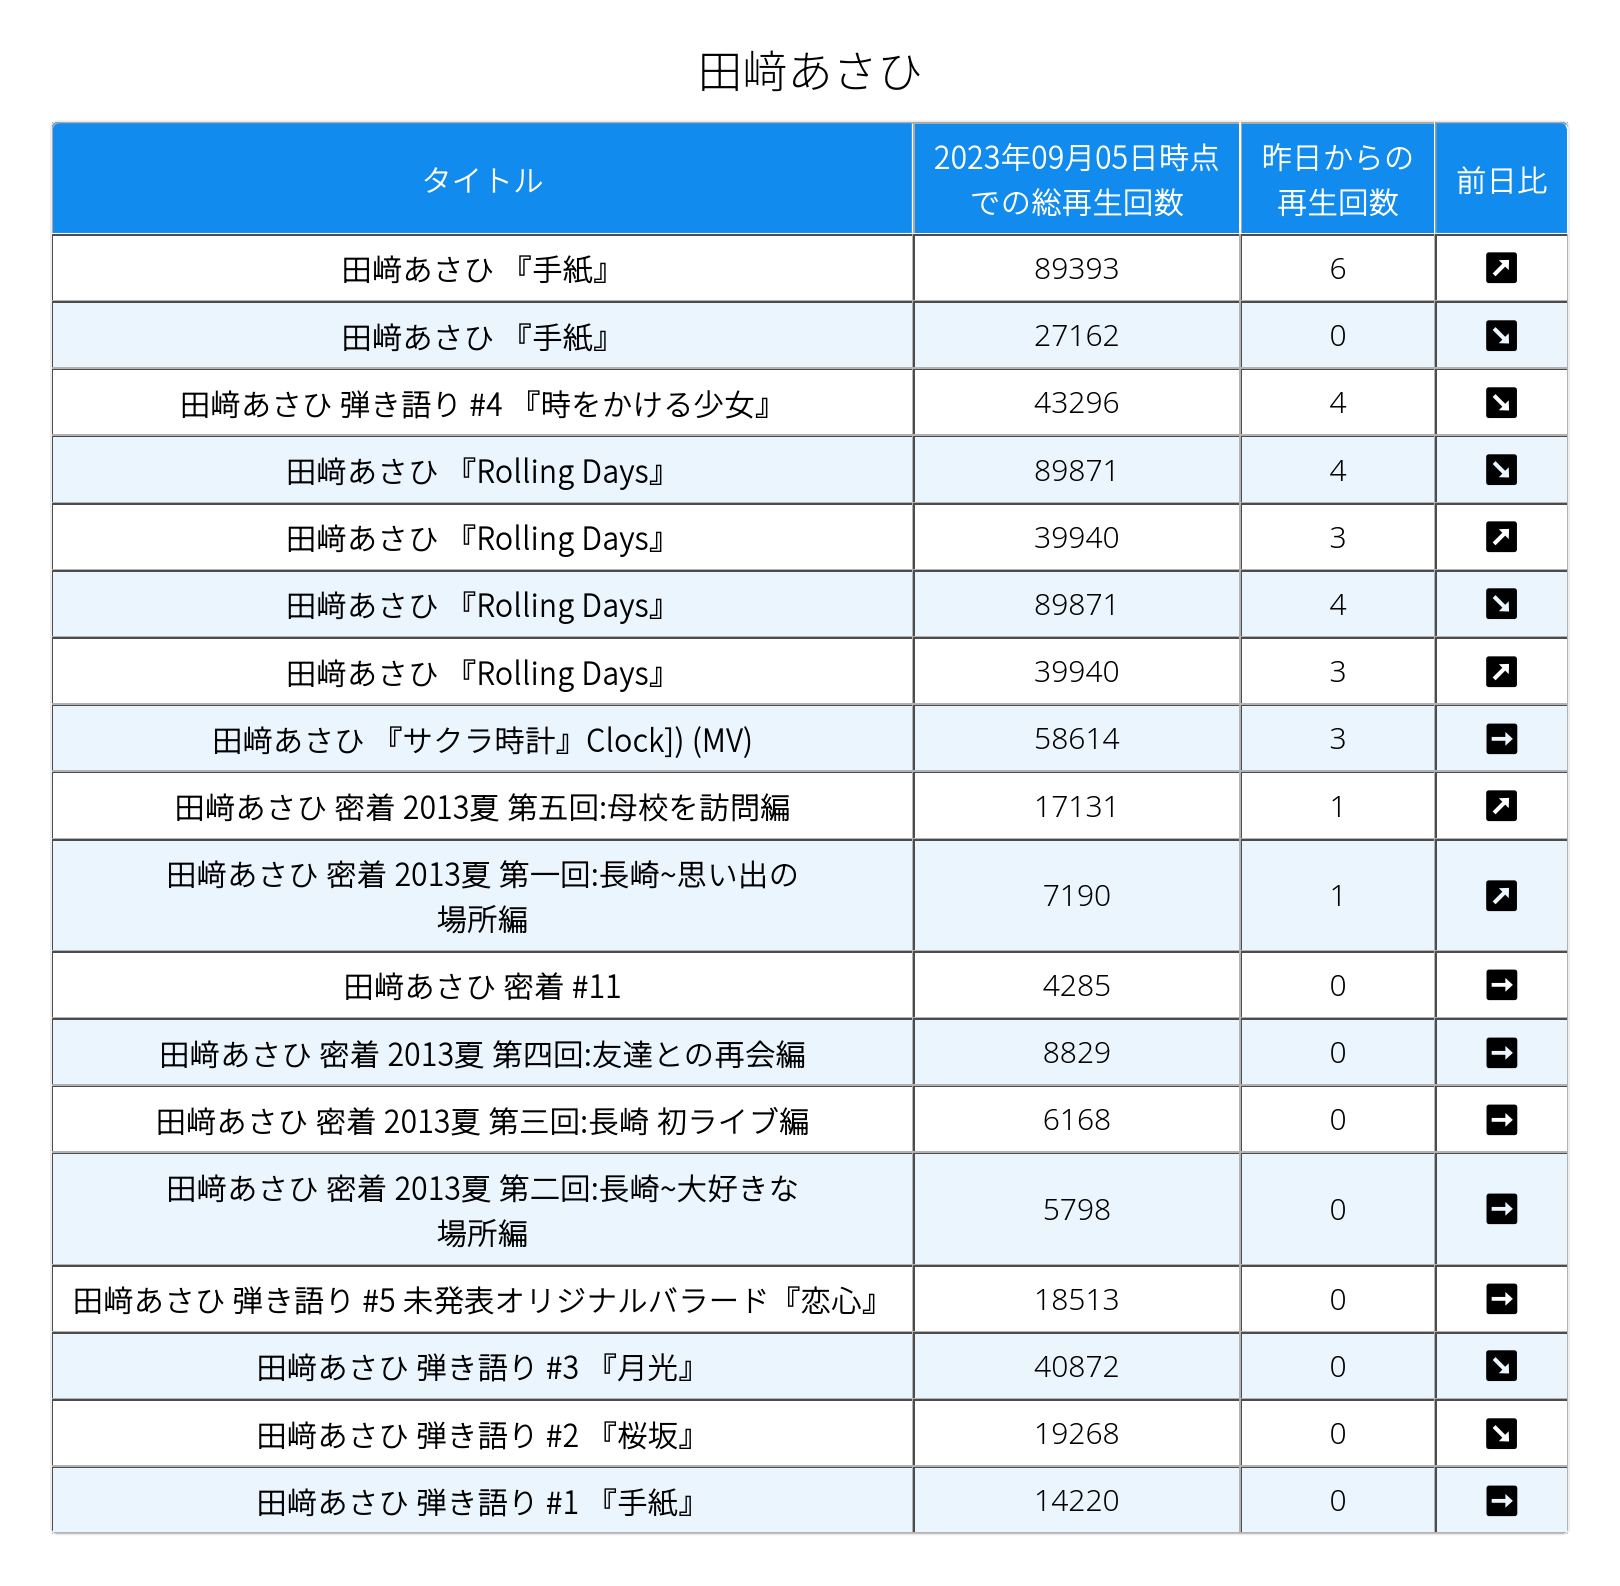 田﨑あさひ
タイトル
2023年09月05日時点
での総再生回数
昨日からの
再生回数
前日比
田﨑あさひ 『手紙』 89393 6 ↗
田﨑あさひ 『手紙』 27162 0 ↘
田﨑あさひ 弾き語り #4 『時をかける少女』 43296 4 ↘
田﨑あさひ 『Rolling Days』 89871 4 ↘
田﨑あさひ 『Rolling Days』 39940 3 ↗
田﨑あさひ 『Rolling Days』 89871 4 ↘
田﨑あさひ 『Rolling Days』 39940 3 ↗
田﨑あさひ 『サクラ時計』Clock]) (MV) 58614 3 →
田﨑あさひ 密着 2013夏 第五回:母校を訪問編 17131 1 ↗
田﨑あさひ 密着 2013夏 第一回:長崎~思い出の
場所編 7190 1 ↗
田﨑あさひ 密着 #11 4285 0 →
田﨑あさひ 密着 2013夏 第四回:友達との再会編 8829 0 →
田﨑あさひ 密着 2013夏 第三回:長崎 初ライブ編 6168 0 →
田﨑あさひ 密着 2013夏 第二回:長崎~大好きな
場所編 5798 0 →
田﨑あさひ 弾き語り #5 未発表オリジナルバラード『恋心』 18513 0 →
田﨑あさひ 弾き語り #3 『月光』 40872 0 ↘
田﨑あさひ 弾き語り #2 『桜坂』 19268 0 ↘
田﨑あさひ 弾き語り #1 『手紙』 14220 0 →